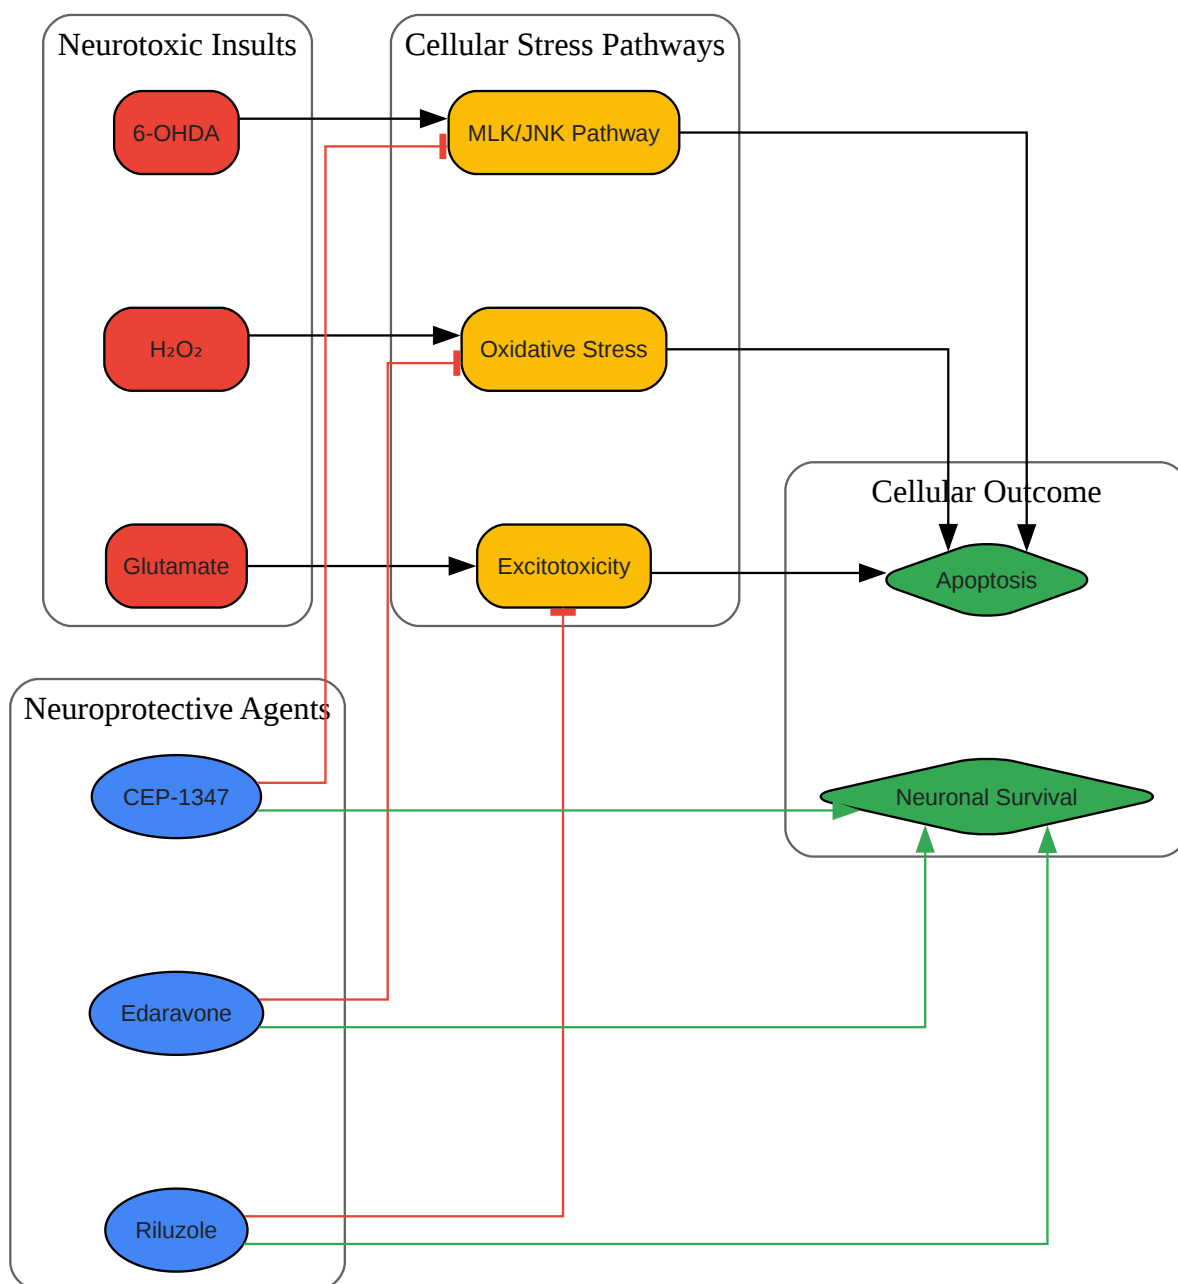 Neurotoxic Insults
Cellular Stress Pathways
6-OHDA
MLK/JNK Pathway
H₂O₂
Oxidative Stress
Cellular Outcome
Glutamate
Excitotoxicity
Apoptosis
Neuroprotective Agents
CEP-1347
Neuronal Survival
Edaravone
Riluzole